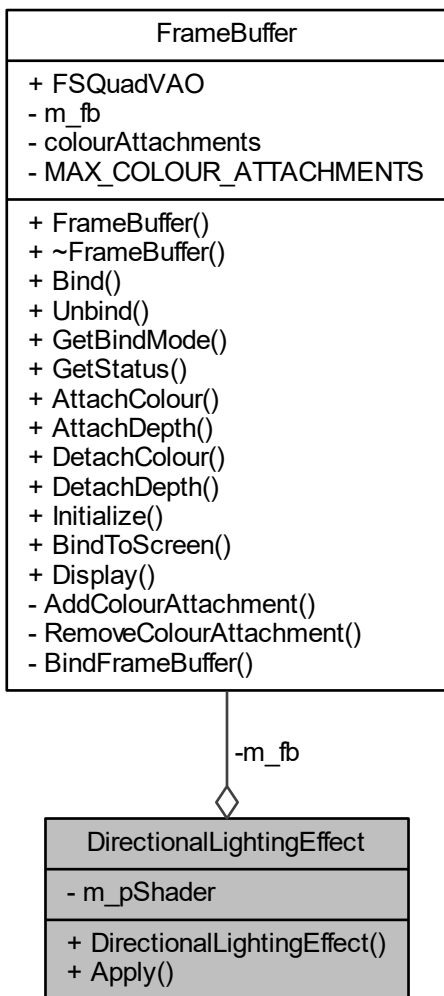 FrameBuffer
+ FSQuadVAO
- m_fb
- colourAttachments
- MAX_COLOUR_ATTACHMENTS
+ FrameBuffer()
+ ~FrameBuffer()
+ Bind()
+ Unbind()
+ GetBindMode()
+ GetStatus()
+ AttachColour()
+ AttachDepth()
+ DetachColour()
+ DetachDepth()
+ Initialize()
+ BindToScreen()
+ Display()
- AddColourAttachment()
- RemoveColourAttachment()
- BindFrameBuffer()
-m_fb
DirectionalLightingEffect
- m_pShader
+ DirectionalLightingEffect()
+ Apply()